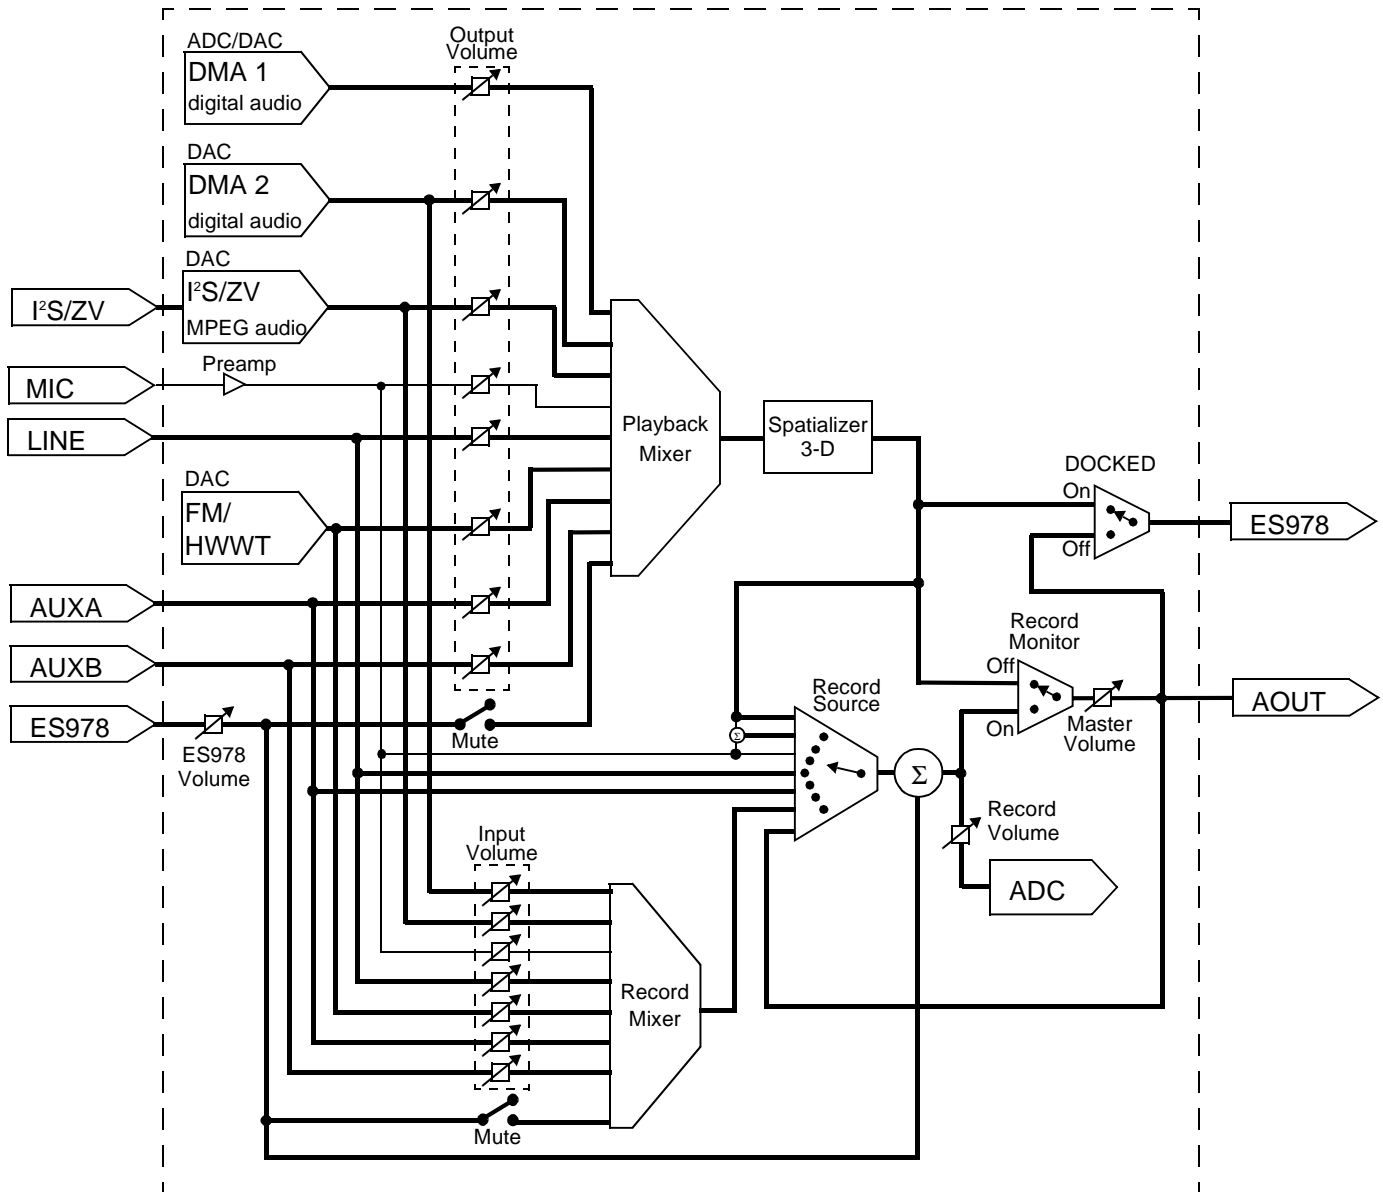 ADC/DAC
DMA 1
digital audio
Output
Volume
DAC
DMA 2
digital audio
DAC
I²S/ZV
I²S/ZV
MPEG audio
MIC
Preamp
LINE
Playback
Mixer
Spatializer
3-D
DOCKED
On
Off
ES978
DAC
FM/
HWWT
AUXA
AUXB
ES978
ES978
Volume
Mute
Record
Monitor
Off
On
Master
Volume
AOUT
Record
Source
Σ
Σ
Record
Volume
ADC
Input
Volume
Record
Mixer
Mute